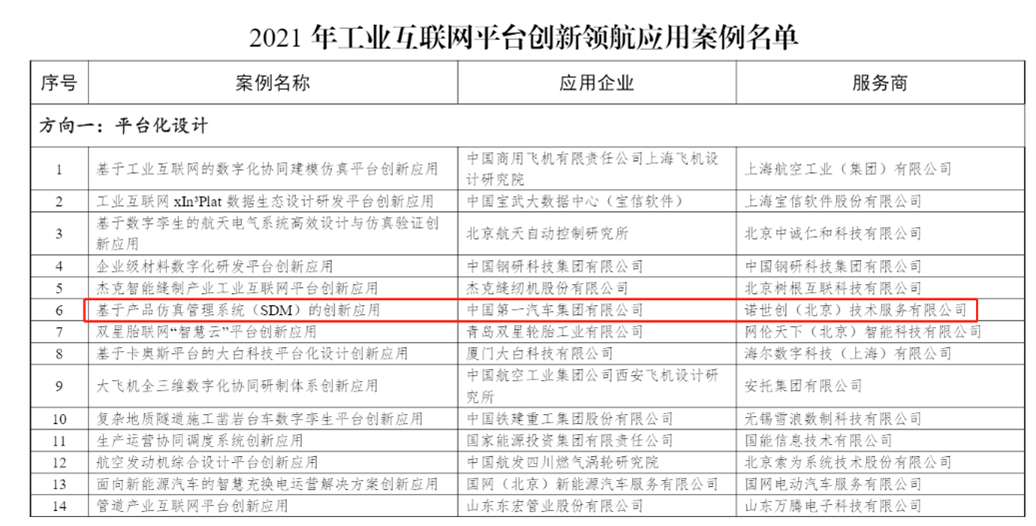 2021 年工业互联网平台创新领航应用案例名单
序号 案例名称 应用企业 服务商
方向一：平台化设计
1 基于工业互联网的数字化协同建模仿真平台创新应用 中国商用飞机有限责任公司上海飞机设计研究院 上海航空工业（集团）有限公司
2 工业互联网 xIn³Plat 数据生态设计研发平台创新应用 中国宝武大数据中心（宝信软件） 上海宝信软件股份有限公司
3 基于数字孪生的航天电气系统高效设计与仿真验证创新应用 北京航天自动控制研究所 北京中诚仁和科技有限公司
4 企业级材料数字化研发平台创新应用 中国钢研科技集团有限公司 中国钢研科技集团有限公司
5 杰克智能缝制产业工业互联网平台创新应用 杰克缝纫机股份有限公司 北京树根互联科技有限公司
6 基于产品仿真管理系统（SDM）的创新应用 中国第一汽车集团有限公司 诺世创（北京）技术服务有限公司
7 双星胎联网“智慧云”平台创新应用 青岛双星轮胎工业有限公司 网伦天下（北京）智能科技有限公司
8 基于卡奥斯平台的大白科技平台化设计创新应用 厦门大白科技有限公司 海尔数字科技（上海）有限公司
9 大飞机全三维数字化协同研制体系创新应用 中国航空工业集团公司西安飞机设计研究所 安托集团有限公司
10 复杂地质隧道施工凿岩台车数字孪生平台创新应用 中国铁建重工集团股份有限公司 无锡雪浪数制科技有限公司
11 生产运营协同调度系统创新应用 国家能源投资集团有限责任公司 国能信息技术有限公司
12 航空发动机综合设计平台创新应用 中国航发四川燃气涡轮研究院 北京索为系统技术股份有限公司
13 面向新能源汽车的智慧充换电运营解决方案创新应用 国网（北京）新能源汽车服务有限公司 国网电动汽车服务有限公司
14 管道产业互联网平台创新应用 山东东宏管业股份有限公司 山东万腾电子科技有限公司